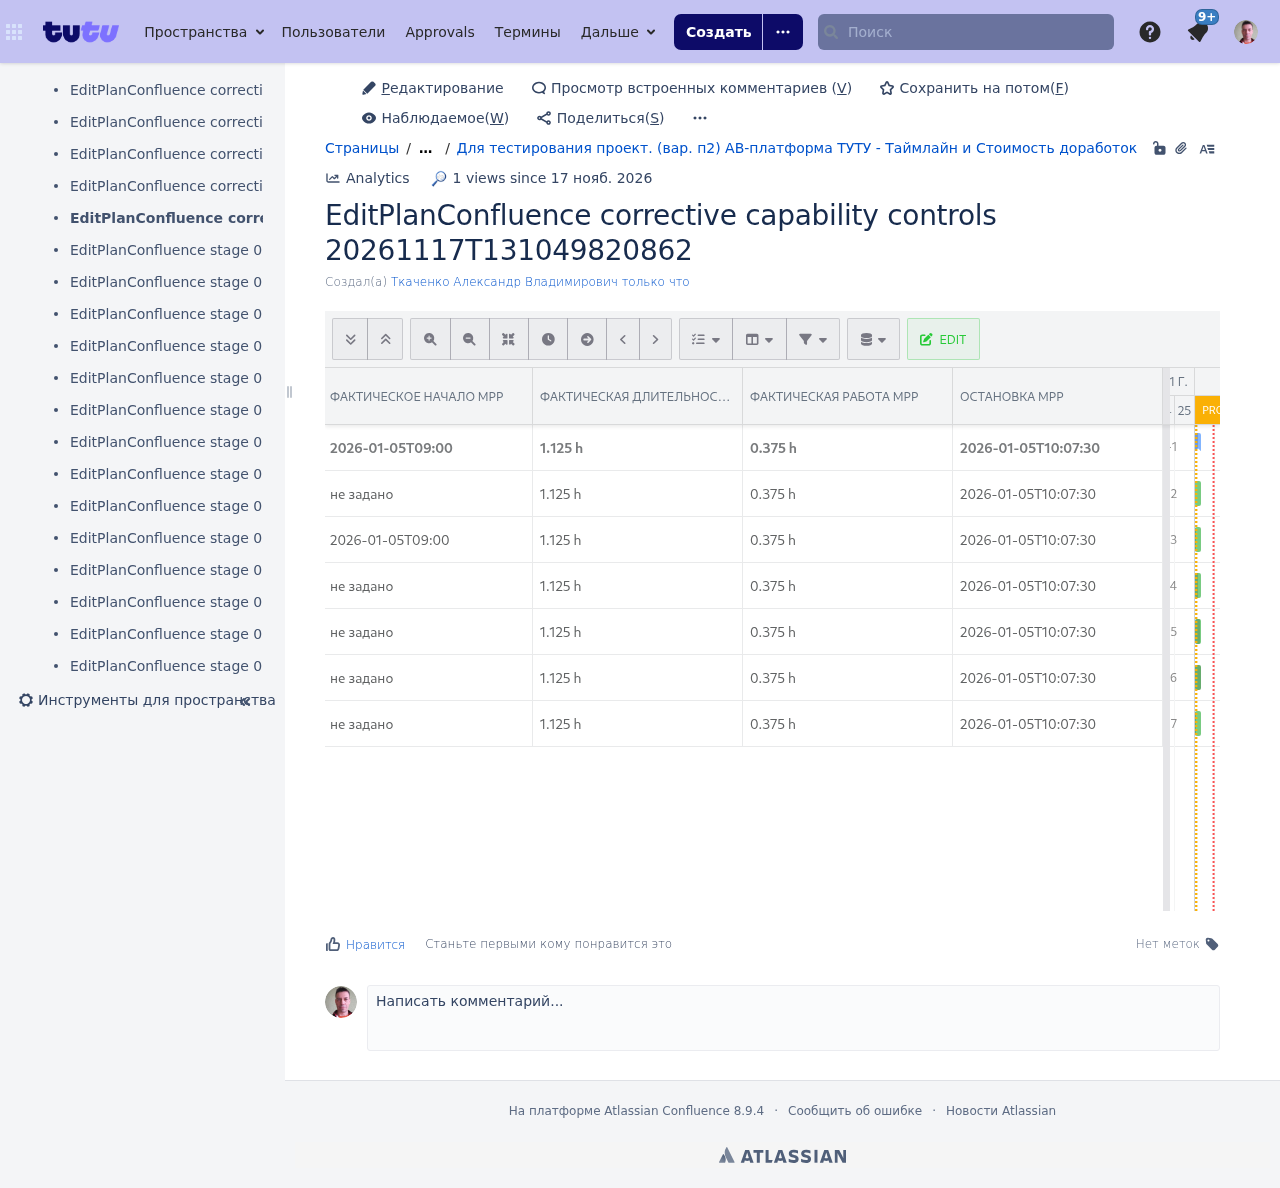 tutu Пространства Пользователи Approvals Термины Дальше Создать Поиск 9+
EditPlanConfluence correcti
EditPlanConfluence correcti
EditPlanConfluence correcti
EditPlanConfluence correcti
EditPlanConfluence corre
EditPlanConfluence stage 0
EditPlanConfluence stage 0
EditPlanConfluence stage 0
EditPlanConfluence stage 0
EditPlanConfluence stage 0
EditPlanConfluence stage 0
EditPlanConfluence stage 0
EditPlanConfluence stage 0
EditPlanConfluence stage 0
EditPlanConfluence stage 0
EditPlanConfluence stage 0
EditPlanConfluence stage 0
EditPlanConfluence stage 0
EditPlanConfluence stage 0
Инструменты для пространства
Редактирование Просмотр встроенных комментариев (V) Сохранить на потом(F)
Наблюдаемое(W) Поделиться(S)
Страницы / ... / Для тестирования проект. (вар. п2) АВ-платформа ТУТУ - Таймлайн и Стоимость доработок
Analytics 1 views since 17 нояб. 2026
EditPlanConfluence corrective capability controls
20261117T131049820862
Создал(а) Ткаченко Александр Владимирович только что
EDIT
ФАКТИЧЕСКОЕ НАЧАЛО MPP ФАКТИЧЕСКАЯ ДЛИТЕЛЬНОС... ФАКТИЧЕСКАЯ РАБОТА MPP ОСТАНОВКА MPP 1 Г.
25 PRO
2026-01-05T09:00 1.125 h 0.375 h 2026-01-05T10:07:30 1
не задано 1.125 h 0.375 h 2026-01-05T10:07:30 2
2026-01-05T09:00 1.125 h 0.375 h 2026-01-05T10:07:30 3
не задано 1.125 h 0.375 h 2026-01-05T10:07:30 4
не задано 1.125 h 0.375 h 2026-01-05T10:07:30 5
не задано 1.125 h 0.375 h 2026-01-05T10:07:30 6
не задано 1.125 h 0.375 h 2026-01-05T10:07:30 7
Нравится Станьте первыми кому понравится это Нет меток
Написать комментарий...
На платформе Atlassian Confluence 8.9.4 · Сообщить об ошибке · Новости Atlassian
ATLASSIAN